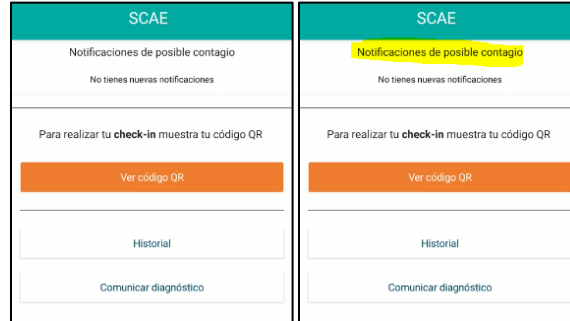 SCAE
Notificaciones de posible contagio
No tienes nuevas notificaciones
Para realizar tu check-in muestra tu código QR
Ver código QR
Historial
Comunicar diagnóstico
SCAE
Notificaciones de posible contagio
No tienes nuevas notificaciones
Para realizar tu check-in muestra tu código QR
Ver código QR
Historial
Comunicar diagnóstico